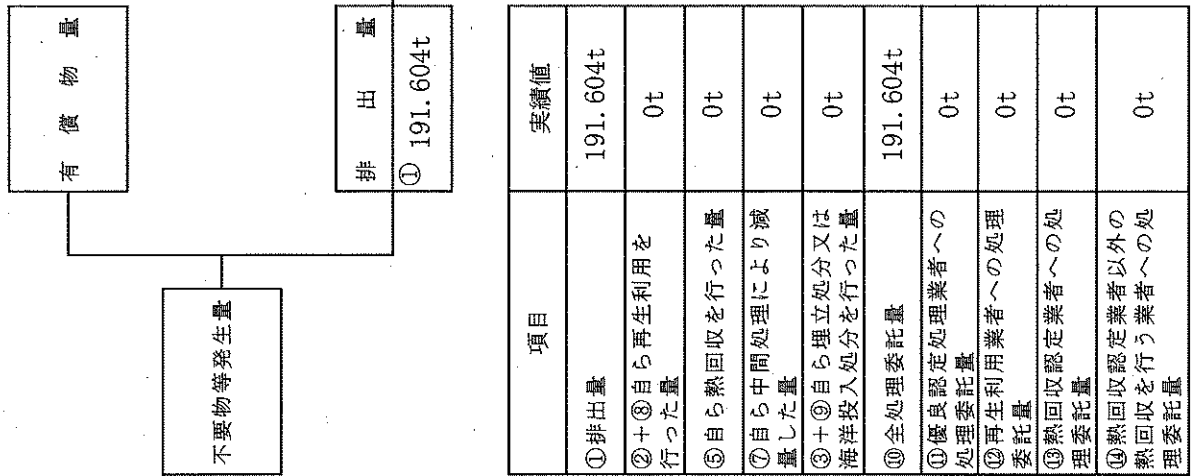 有 償 物 量
不要物等発生量
排 出 量
① 191.604t
項目 実績値
①排出量 191.604t
②+⑧自ら再生利用を
行った量 0t
⑤自ら熱回収を行った量 0t
⑦自ら中間処理により減
量した量 0t
③+⑨自ら埋立処分又は
海洋投入処分を行った量 0t
⑩全処理委託量 191.604t
⑪優良認定処理業者への
処理委託量 0t
⑫再生利用業者への処理
委託量 0t
⑬熱回収認定業者への処
理委託量 0t
⑭熱回収認定業者以外の
熱回収を行う業者への処
理委託量 0t